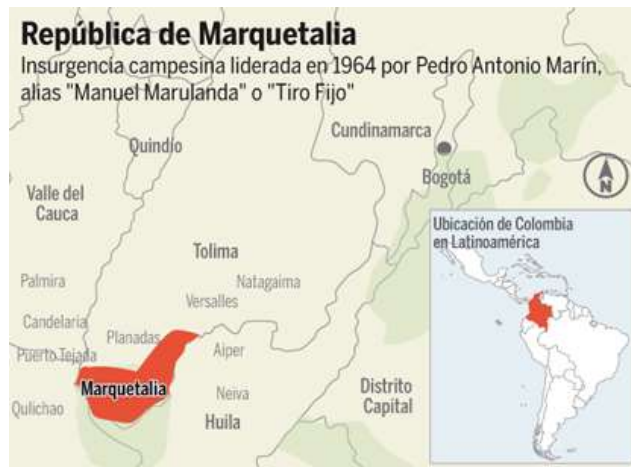 República de Marquetalia
Insurgencia campesina liderada en 1964 por Pedro Antonio Marín,
alias "Manuel Marulanda" o "Tiro Fijo"
Cundinamarca
Quindío
Bogotá
N
Valle del
Cauca
Ubicación de Colombia
en Latinoamérica
Tolima
Palmira
Natagaima
Versalles
Candelaria
Planadas
Puerto Tejada
Aiper
Marquetalia
Neiva
Distrito
Capital
Qulichao
Huila